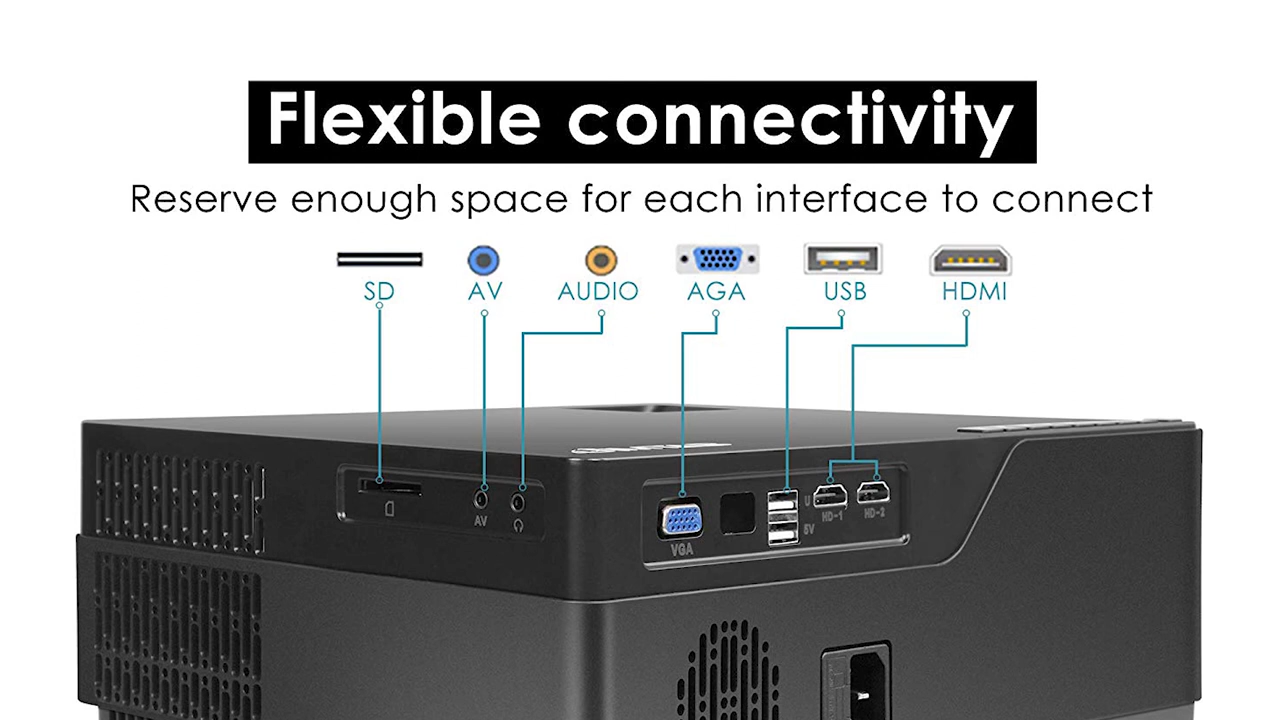 Flexible connectivity
Reserve enough space for each interface to connect
SD AV AUDIO AGA USB HDMI
AV
VGA
U
5V
HD-1
HD-2